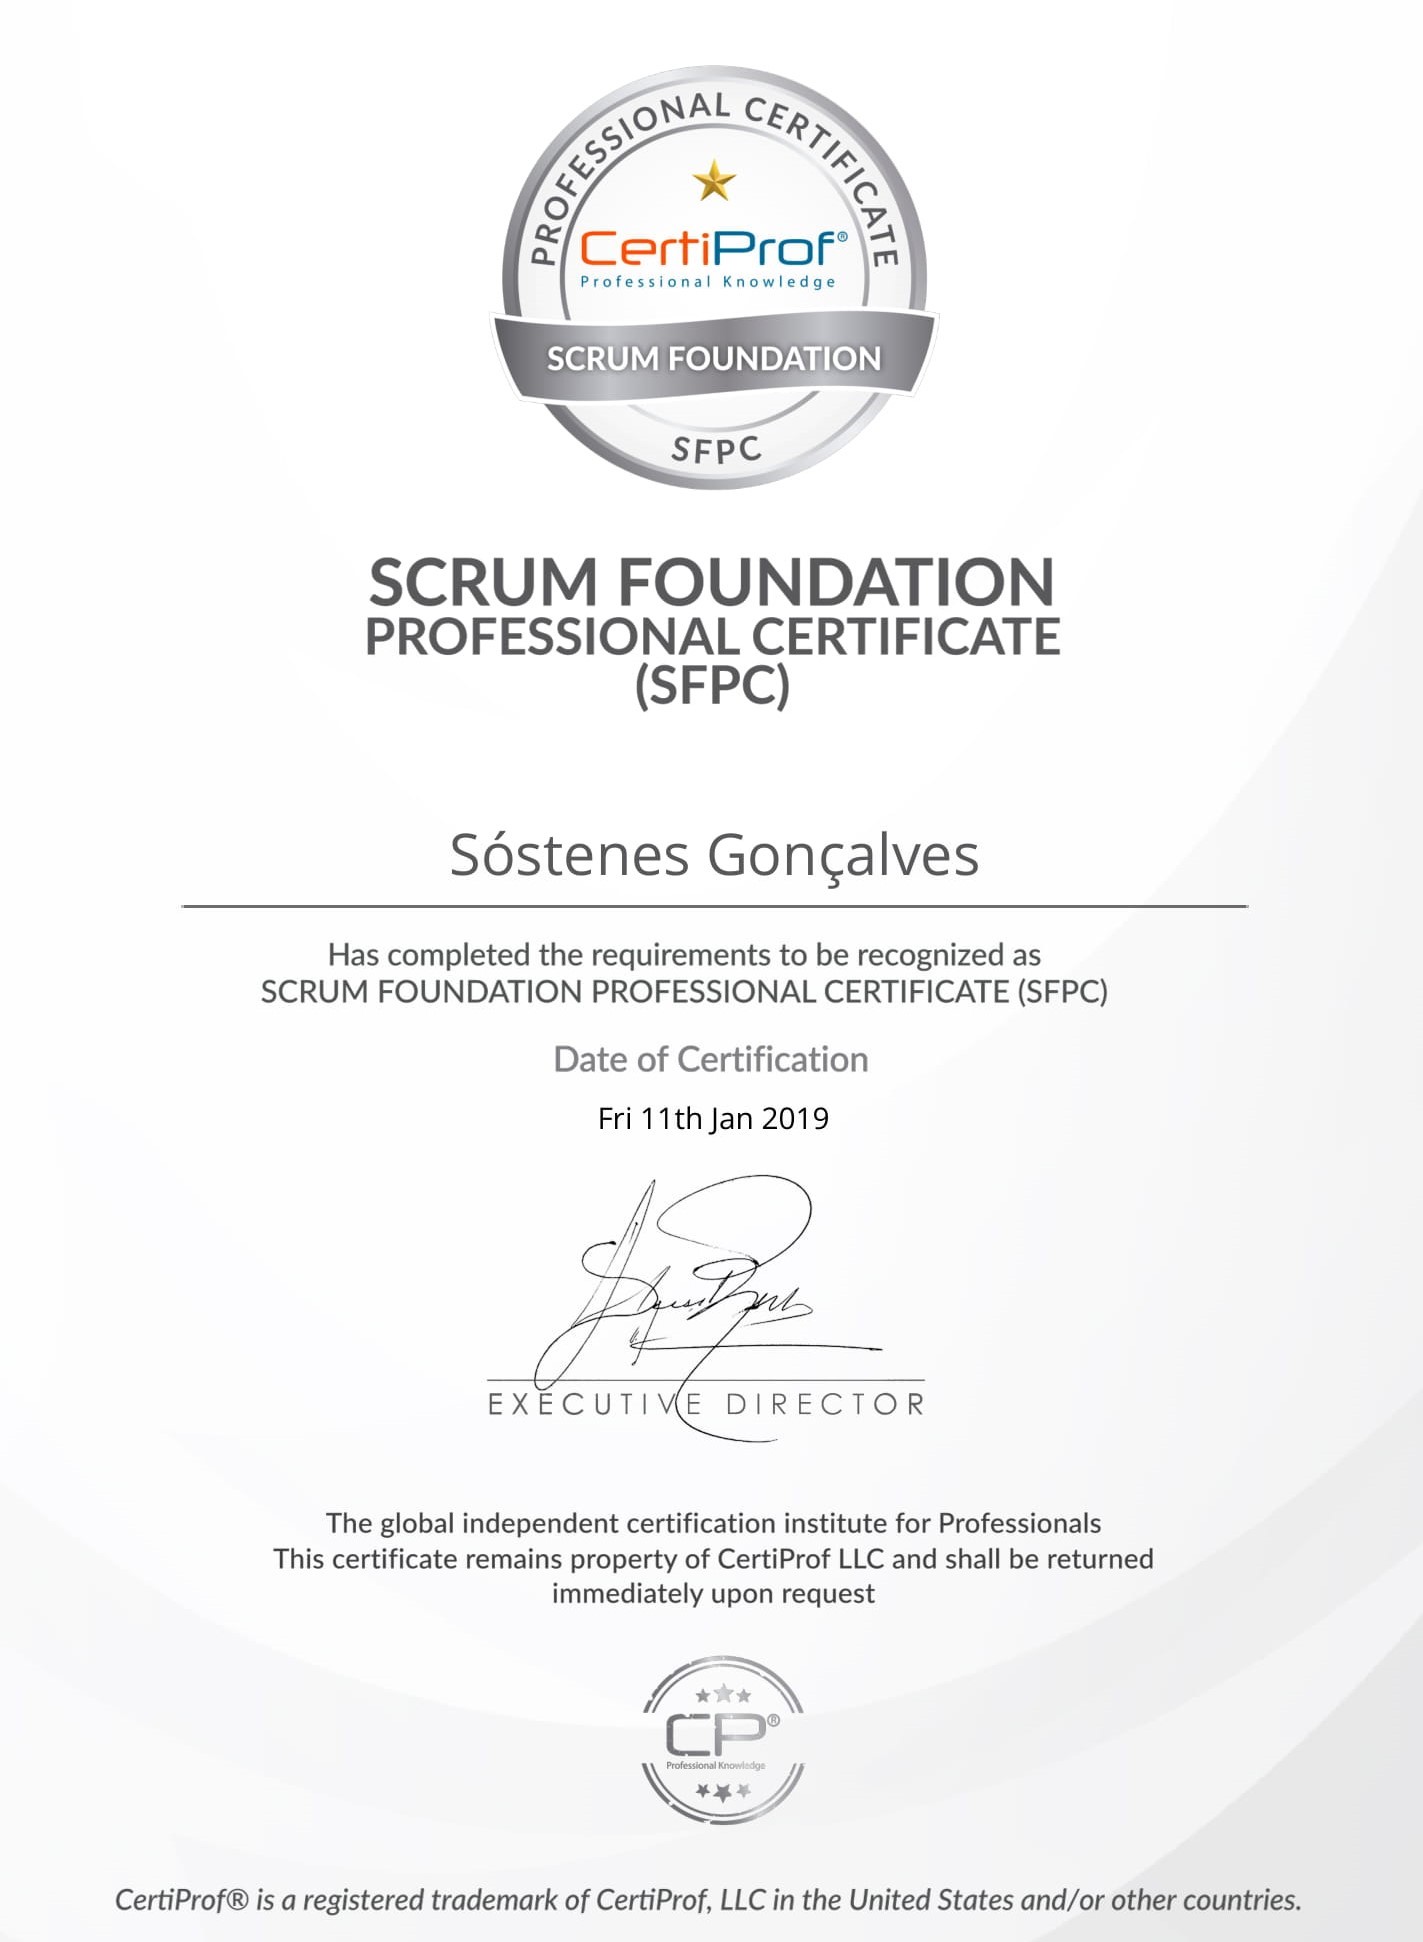 PROFESSIONAL CERTIFICATE
CertiProf®
Professional Knowledge
SCRUM FOUNDATION
SFPC
SCRUM FOUNDATION
PROFESSIONAL CERTIFICATE
(SFPC)
Sóstenes Gonçalves
Has completed the requirements to be recognized as
SCRUM FOUNDATION PROFESSIONAL CERTIFICATE (SFPC)
Date of Certification
Fri 11th Jan 2019
EXECUTIVE DIRECTOR
The global independent certification institute for Professionals
This certificate remains property of CertiProf LLC and shall be returned
immediately upon request
CP®
Professional Knowledge
CertiProf® is a registered trademark of CertiProf, LLC in the United States and/or other countries.